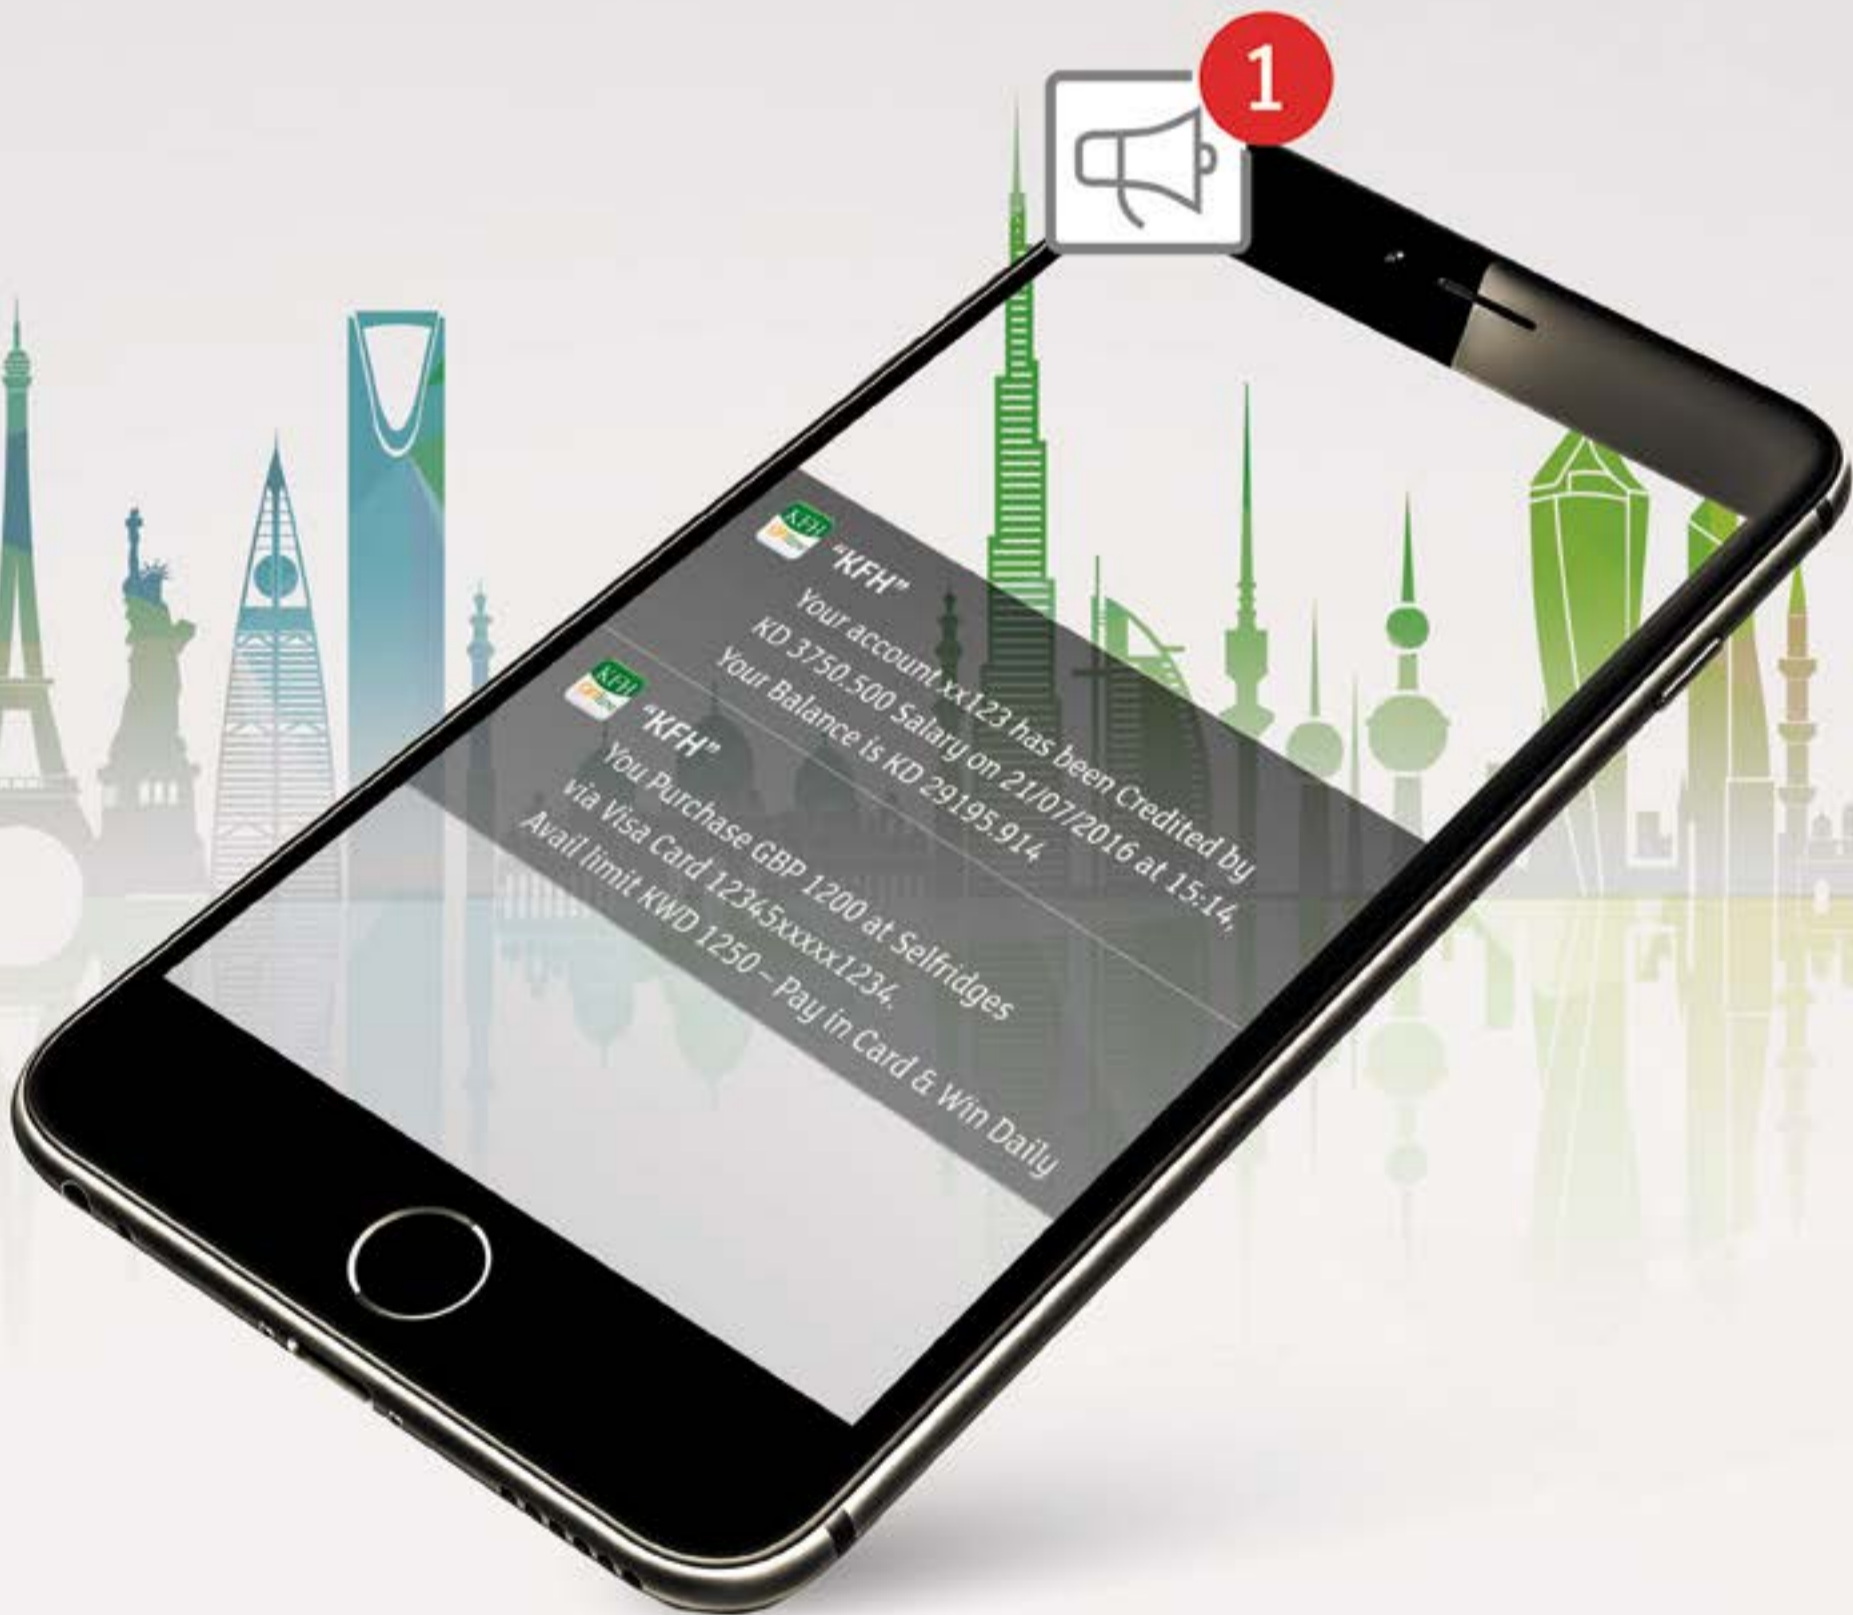 1
KFH
"KFH"
Your account xx123 has been Credited by
KD 3750.500 Salary on 21/07/2016 at 15:14,
Your Balance is KD 29195.914
KFH
"KFH"
You Purchase GBP 1200 at Selfridges
via Visa Card 12345xxxxx1234.
Avail limit KWD 1250 – Pay in Card & Win Daily